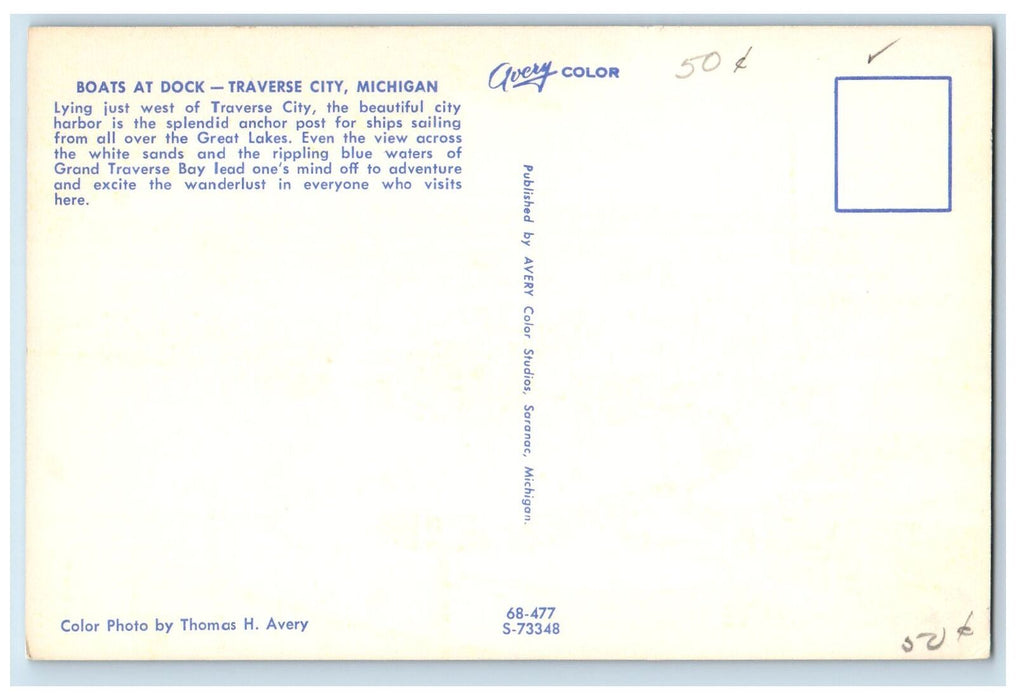 BOATS AT DOCK — TRAVERSE CITY, MICHIGAN
Lying just west of Traverse City, the beautiful city
harbor is the splendid anchor post for ships sailing
from all over the Great Lakes. Even the view across
the white sands and the rippling blue waters of
Grand Traverse Bay lead one's mind off to adventure
and excite the wanderlust in everyone who visits
here.
Avery COLOR
50 ¢
Published by AVERY Color Studios, Saranac, Michigan.
Color Photo by Thomas H. Avery
68-477
S-73348
50 ¢